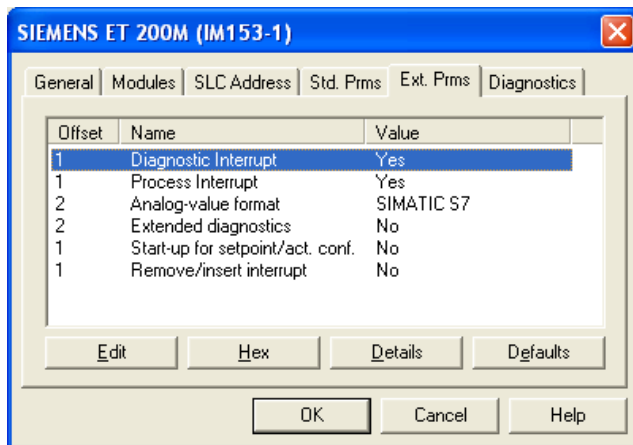 SIEMENS ET 200M (IM153-1)
General Modules SLC Address Std. Prms Ext. Prms Diagnostics
Offset Name Value
1 Diagnostic Interrupt Yes
1 Process Interrupt Yes
2 Analog-value format SIMATIC S7
2 Extended diagnostics No
1 Start-up for setpoint/act. conf. No
1 Remove/insert interrupt No
Edit Hex Details Defaults
OK Cancel Help